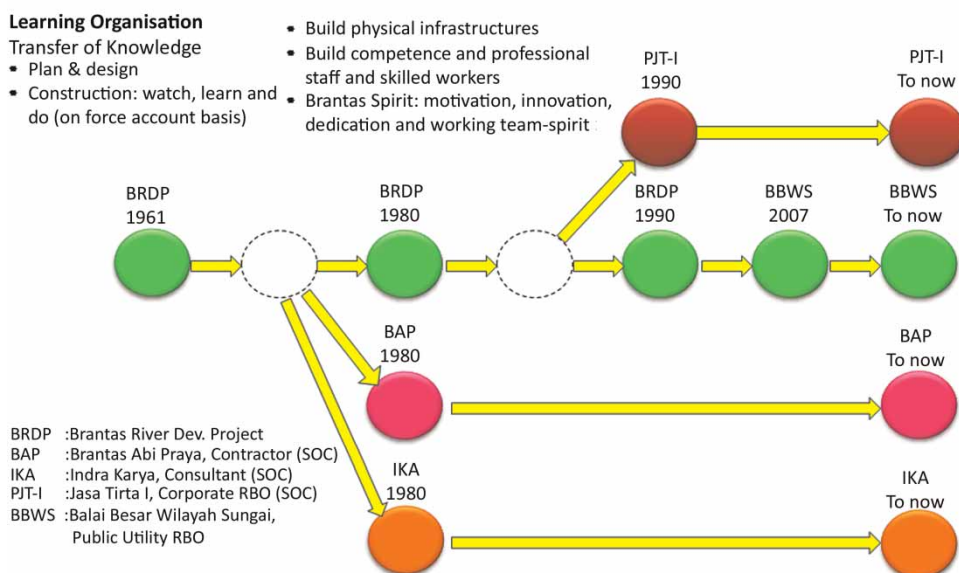 Learning Organisation
Transfer of Knowledge
• Plan & design
• Construction: watch, learn and
do (on force account basis)
• Build physical infrastructures
• Build competence and professional
staff and skilled workers
• Brantas Spirit: motivation, innovation,
dedication and working team-spirit
PJT-I
1990
PJT-I
To now
BRDP
1961
BRDP
1980
BRDP
1990
BBWS
2007
BBWS
To now
BAP
1980
BAP
To now
IKA
1980
IKA
To now
BRDP :Brantas River Dev. Project
BAP :Brantas Abi Praya, Contractor (SOC)
IKA :Indra Karya, Consultant (SOC)
PJT-I :Jasa Tirta I, Corporate RBO (SOC)
BBWS :Balai Besar Wilayah Sungai,
Public Utility RBO